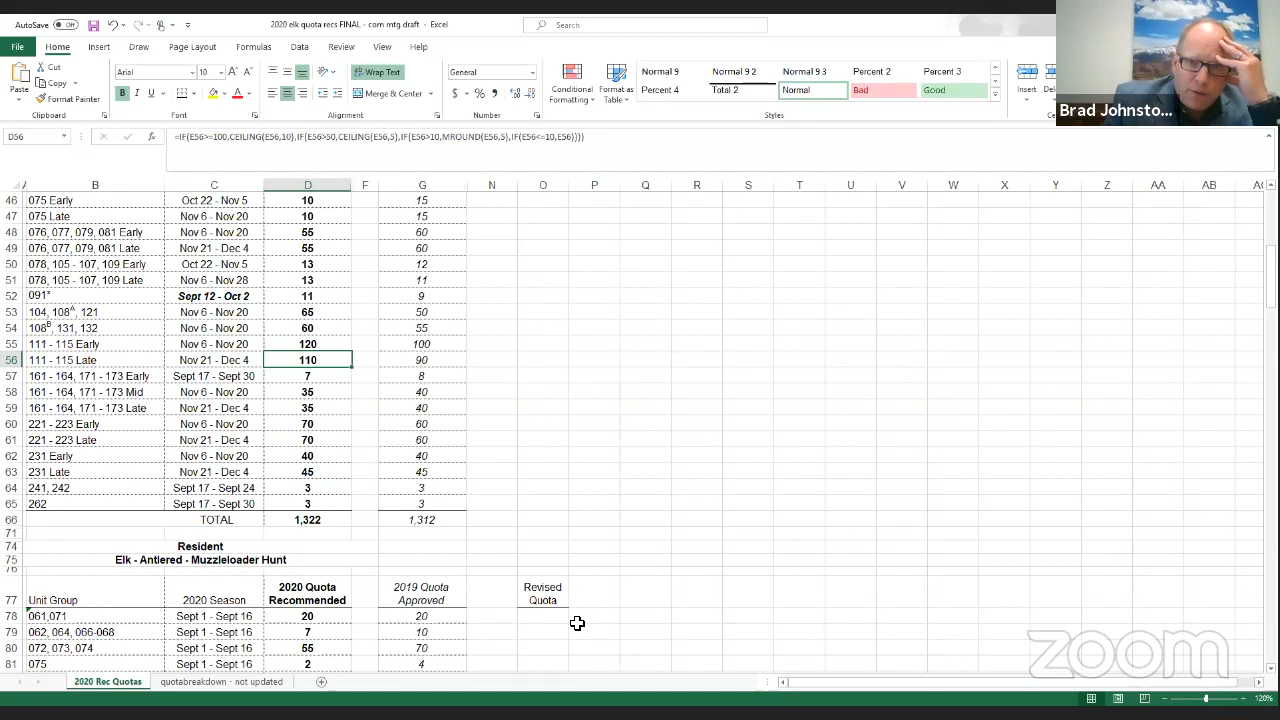 AutoSave Off 2020 elk quota recs FINAL - com mtg draft - Excel Search
File Home Insert Draw Page Layout Formulas Data Review View Help
Cut
Copy
Format Painter
Paste
Clipboard
Arial 10
B I U
Font
Wrap Text
Merge & Center
Alignment
General
$ % 9
Number
Conditional Formatting
Format as Table
Normal 9 Normal 9 2 Normal 9 3 Percent 2 Percent 3
Percent 4 Total 2 Normal Bad Good
Styles
Insert
Brad Johnsto...
D56 fx =IF(E56>=100,CEILING(E56,10),IF(E56>50,CEILING(E56,5),IF(E56>10,MROUND(E56,5),IF(E56<=10,E56))))
A B C D F G N O P Q R S T U V W X Y Z AA AB
46 075 Early Oct 22 - Nov 5 10 15
47 075 Late Nov 6 - Nov 20 10 15
48 076, 077, 079, 081 Early Nov 6 - Nov 20 55 60
49 076, 077, 079, 081 Late Nov 21 - Dec 4 55 60
50 078, 105 - 107, 109 Early Oct 22 - Nov 5 13 12
51 078, 105 - 107, 109 Late Nov 6 - Nov 28 13 11
52 091* Sept 12 - Oct 2 11 9
53 104, 108A, 121 Nov 6 - Nov 20 65 50
54 108B, 131, 132 Nov 6 - Nov 20 60 55
55 111 - 115 Early Nov 6 - Nov 20 120 100
56 111 - 115 Late Nov 21 - Dec 4 110 90
57 161 - 164, 171 - 173 Early Sept 17 - Sept 30 7 8
58 161 - 164, 171 - 173 Mid Nov 6 - Nov 20 35 40
59 161 - 164, 171 - 173 Late Nov 21 - Dec 4 35 40
60 221 - 223 Early Nov 6 - Nov 20 70 60
61 221 - 223 Late Nov 21 - Dec 4 70 60
62 231 Early Nov 6 - Nov 20 40 40
63 231 Late Nov 21 - Dec 4 45 45
64 241, 242 Sept 17 - Sept 24 3 3
65 262 Sept 17 - Sept 30 3 3
66 TOTAL 1,322 1,312
71
74 Resident
75 Elk - Antlered - Muzzleloader Hunt
76
77 Unit Group 2020 Season 2020 Quota Recommended 2019 Quota Approved Revised Quota
78 061,071 Sept 1 - Sept 16 20 20
79 062, 064, 066-068 Sept 1 - Sept 16 7 10
80 072, 073, 074 Sept 1 - Sept 16 55 70
81 075 Sept 1 - Sept 16 2 4
zoom
2020 Rec Quotas quotabreakdown - not updated
120%